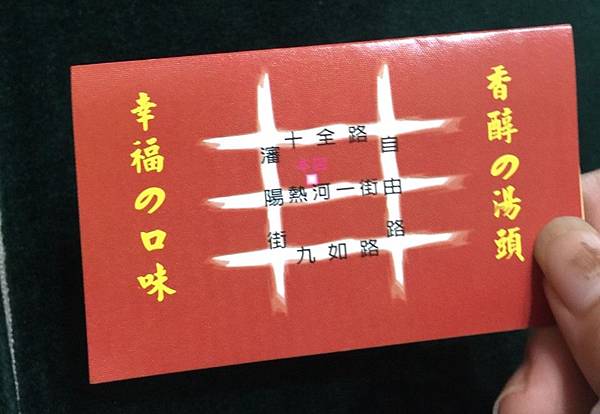 香醇の湯頭
幸福の口味
十全路
瀋陽街
自由路
熱河一街
九如路